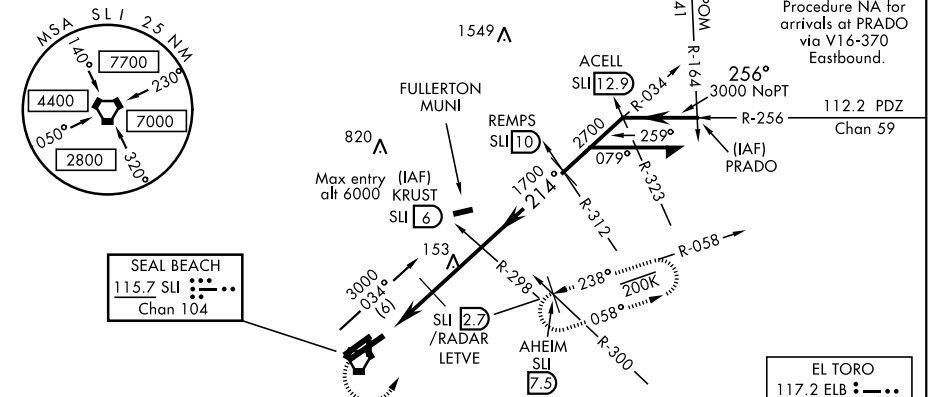 MSA SLI 25 NM
140°
7700
230°
4400
7000
050°
2800
320°
1549
820
FULLERTON
MUNI
Max entry
alt 6000
(IAF)
KRUST
SLI 6
REMPS
SLI 10
ACELL
SLI 12.9
R-034
POM
41
R-164
Procedure NA for
arrivals at PRADO
via V16-370
Eastbound.
256°
3000 NoPT
R-256
112.2 PDZ
Chan 59
(IAF)
PRADO
2700
259°
079°
R-323
1700
214°
R-312
153
3000
034°
(6)
R-298
R-058
238°
200K
058°
R-300
SEAL BEACH
115.7 SLI
Chan 104
SLI 2.7
/RADAR
LETVE
AHEIM
SLI
7.5
EL TORO
117.2 ELB